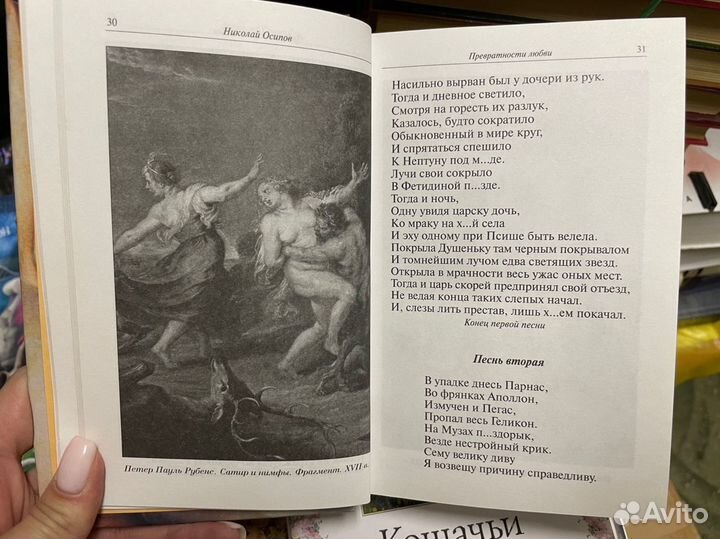 30
Николай Осипов
Петер Пауль Рубенс. Сатир и нимфы. Фрагмент. XVII в.
Превратности любви
31
Насильно вырван был у дочери из рук.
Тогда и дневное светило,
Смотря на горесть их разлук,
Казалось, будто сократило
Обыкновенный в мире круг,
И спрятаться спешило
К Нептуну под м...де.
Лучи свои сокрыло
В Фетидиной п...зде.
Тогда и ночь,
Одну увидя царску дочь,
Ко мраку на х...й села
И эху одному при Псише быть велела.
Покрыла Душеньку там черным покрывалом
И томнейшим лучом едва светящих звезд.
Открыла в мрачности весь ужас оных мест.
Тогда и царь скорей предпринял свой отъезд,
Не ведая конца таких слепых начал.
И, слезы лить престав, лишь х...ем покачал.
Конец первой песни
Песнь вторая
В упадке днесь Парнас,
Во фрянках Аполлон,
Измучен и Пегас,
Пропал весь Геликон.
На Музах п...здорык,
Везде нестройный крик.
Сему велику диву
Я возвещу причину справедливу.
Кошачьи
Avito